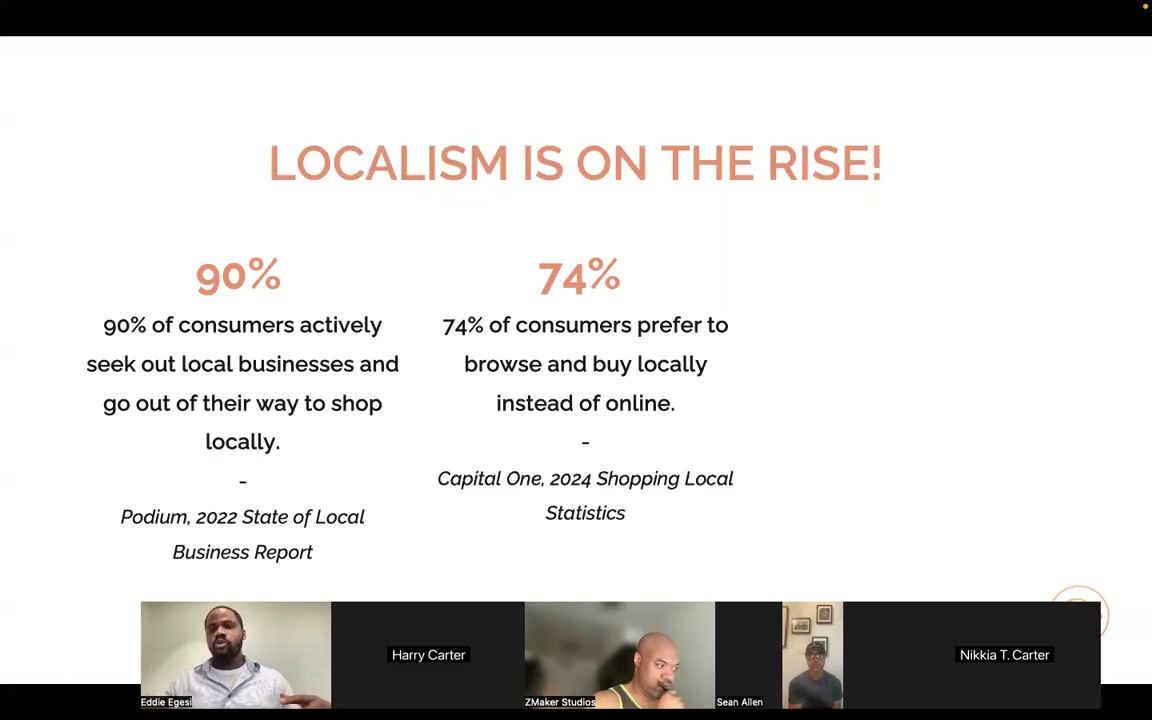 LOCALISM IS ON THE RISE!
90%
90% of consumers actively
seek out local businesses and
go out of their way to shop
locally.
-
Podium, 2022 State of Local
Business Report
74%
74% of consumers prefer to
browse and buy locally
instead of online.
-
Capital One, 2024 Shopping Local
Statistics
Eddie Egesi
Harry Carter
ZMaker Studios
Sean Allen
Nikkia T. Carter